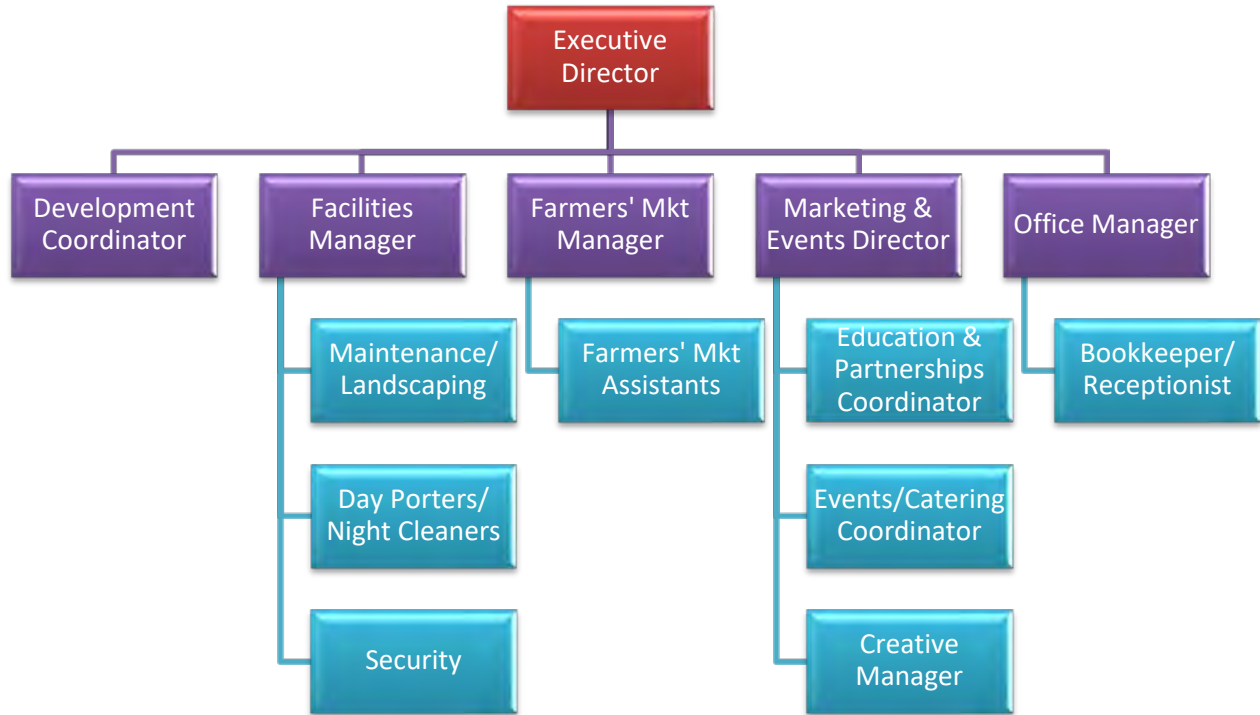 Executive
Director
Development
Coordinator
Facilities
Manager
Farmers' Mkt
Manager
Marketing &
Events Director
Office Manager
Maintenance/
Landscaping
Farmers' Mkt
Assistants
Education &
Partnerships
Coordinator
Bookkeeper/
Receptionist
Day Porters/
Night Cleaners
Events/Catering
Coordinator
Security
Creative
Manager